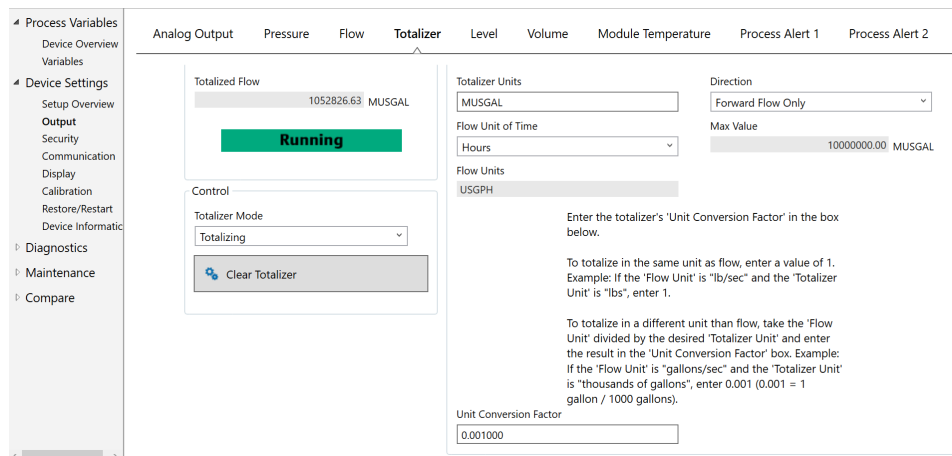 Process Variables
Device Overview
Variables
Device Settings
Setup Overview
Output
Security
Communication
Display
Calibration
Restore/Restart
Device Informatic
Diagnostics
Maintenance
Compare
Analog Output Pressure Flow Totalizer Level Volume Module Temperature Process Alert 1 Process Alert 2
Totalized Flow
1052826.63 MUSGAL
Running
Control
Totalizer Mode
Totalizing
Clear Totalizer
Totalizer Units
MUSGAL
Flow Unit of Time
Hours
Flow Units
USGPH
Direction
Forward Flow Only
Max Value
10000000.00 MUSGAL
Enter the totalizer's 'Unit Conversion Factor' in the box
below.
To totalize in the same unit as flow, enter a value of 1.
Example: If the 'Flow Unit' is "lb/sec" and the 'Totalizer
Unit' is "lbs", enter 1.
To totalize in a different unit than flow, take the 'Flow
Unit' divided by the desired 'Totalizer Unit' and enter
the result in the 'Unit Conversion Factor' box. Example:
If the 'Flow Unit' is "gallons/sec" and the 'Totalizer Unit'
is "thousands of gallons", enter 0.001 (0.001 = 1
gallon / 1000 gallons).
Unit Conversion Factor
0.001000